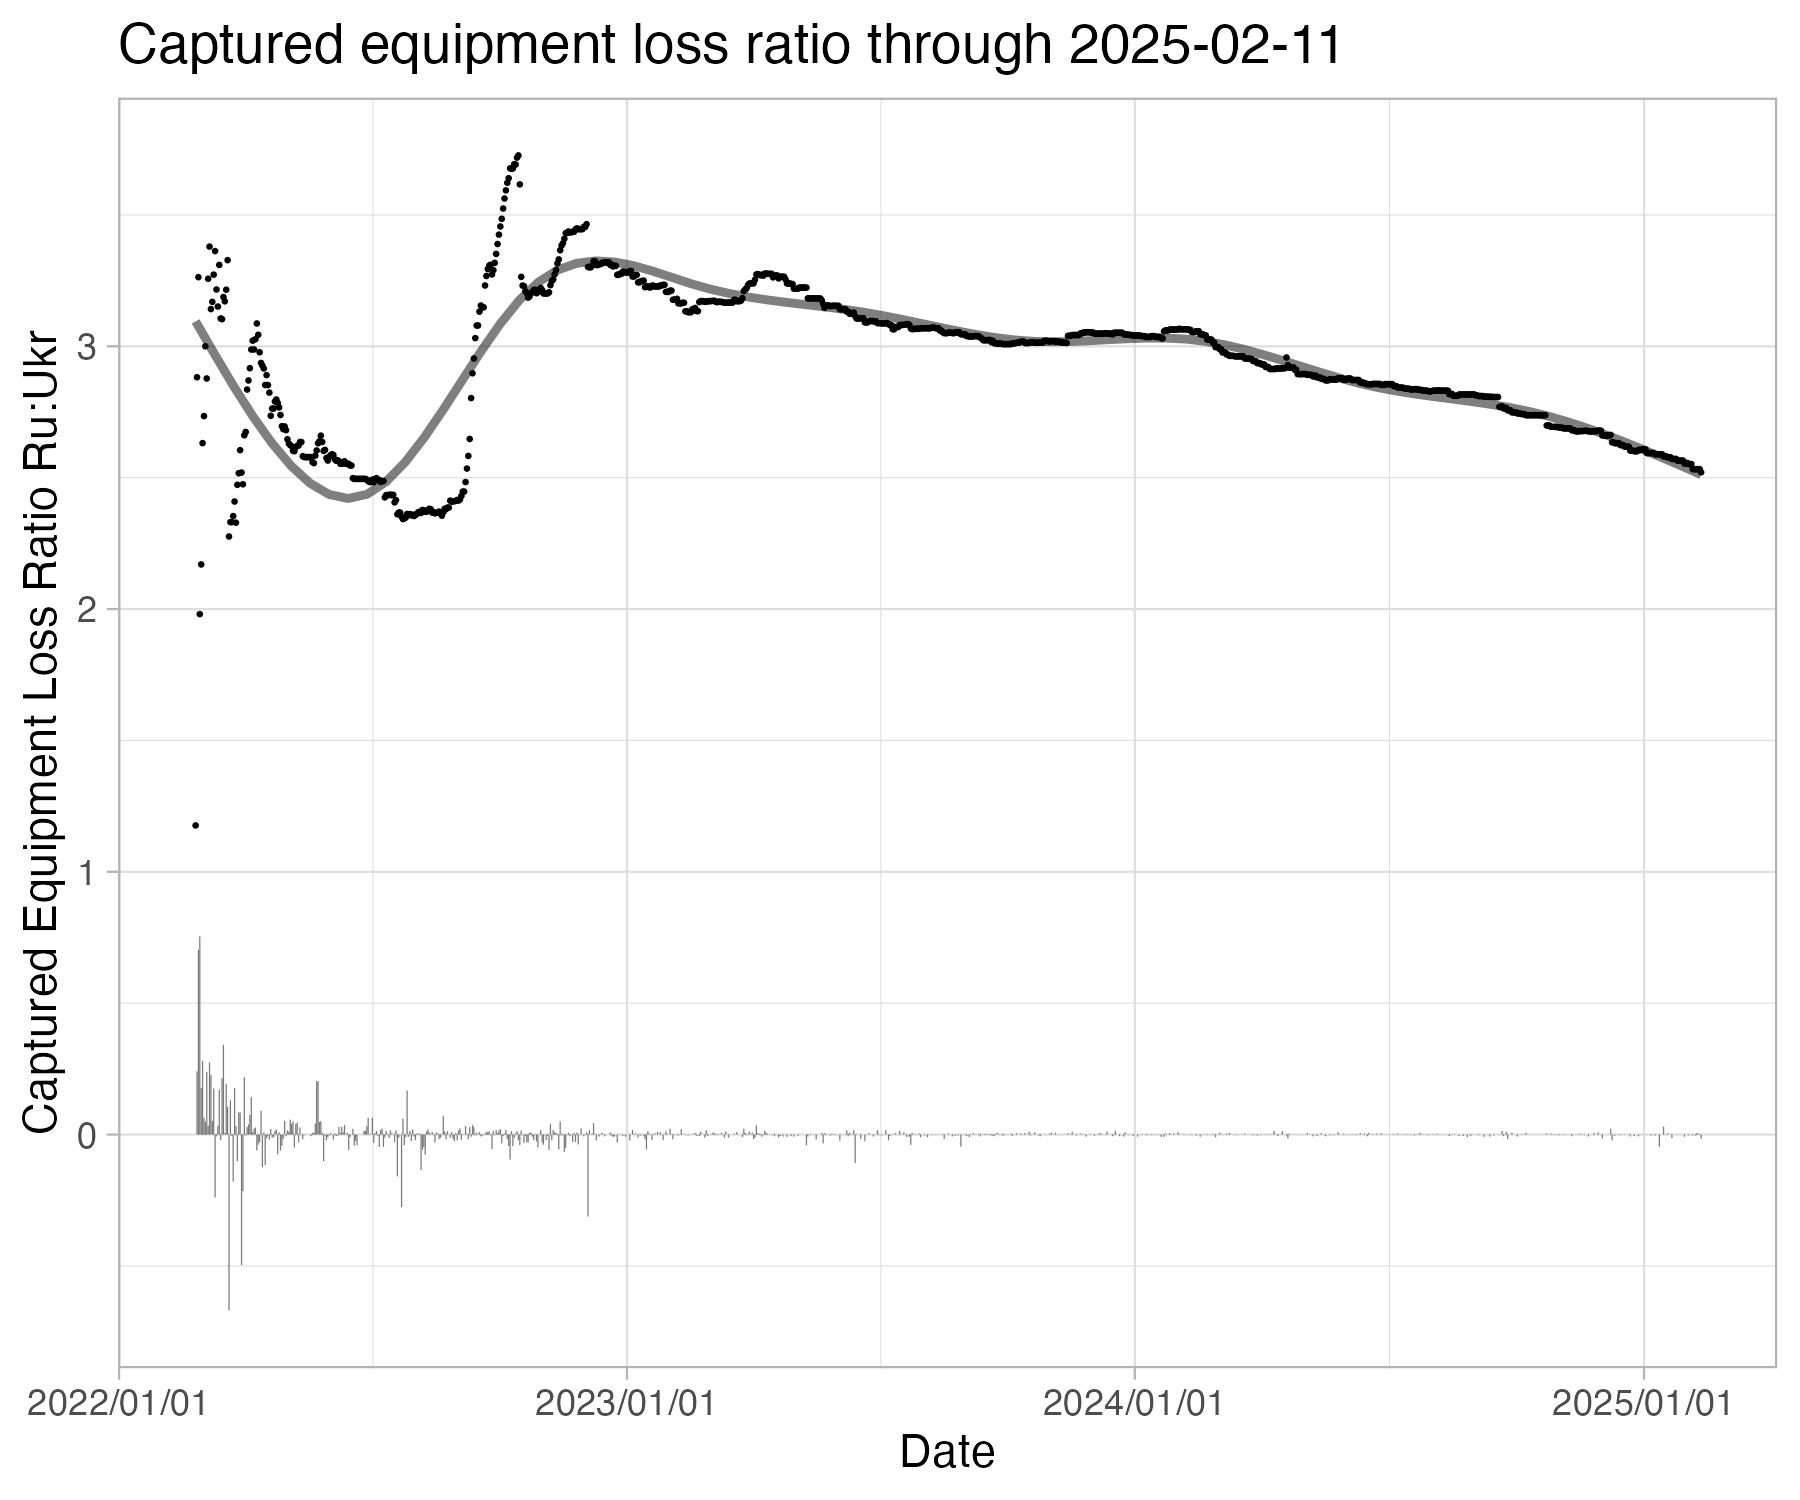 Captured equipment loss ratio through 2025-02-11
Captured Equipment Loss Ratio Ru:Ukr
3
2
1
0
2022/01/01
2023/01/01
2024/01/01
2025/01/01
Date